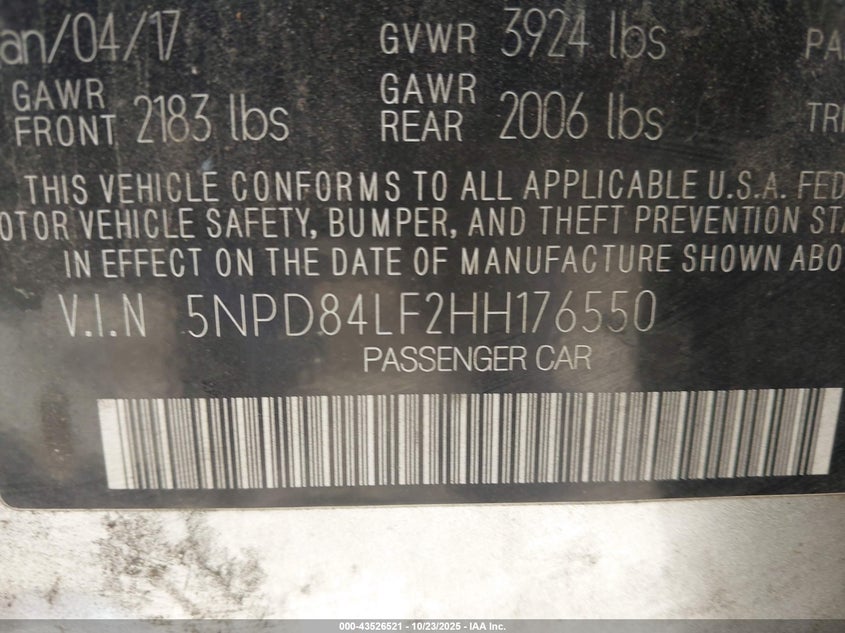 an/04/17 GVWR 3924 lbs PA
GAWR FRONT 2183 lbs GAWR REAR 2006 lbs TRI
THIS VEHICLE CONFORMS TO ALL APPLICABLE U.S.A. FED
OTOR VEHICLE SAFETY, BUMPER, AND THEFT PREVENTION STA
IN EFFECT ON THE DATE OF MANUFACTURE SHOWN ABO
V.I.N 5NPD84LF2HH176550
PASSENGER CAR
000-43526521 - 10/23/2025 - IAA Inc.